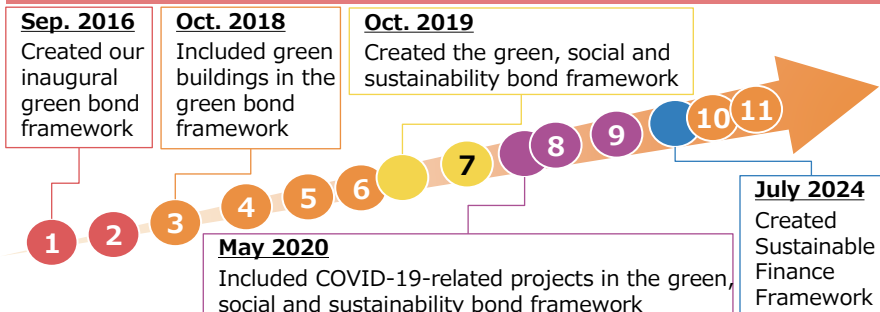 Sep. 2016
Created our
inaugural
green bond
framework
Oct. 2018
Included green
buildings in the
green bond
framework
Oct. 2019
Created the green, social and
sustainability bond framework
1
2
3
4
5
6
7
8
9
10
11
May 2020
Included COVID-19-related projects in the green,
social and sustainability bond framework
July 2024
Created
Sustainable
Finance
Framework